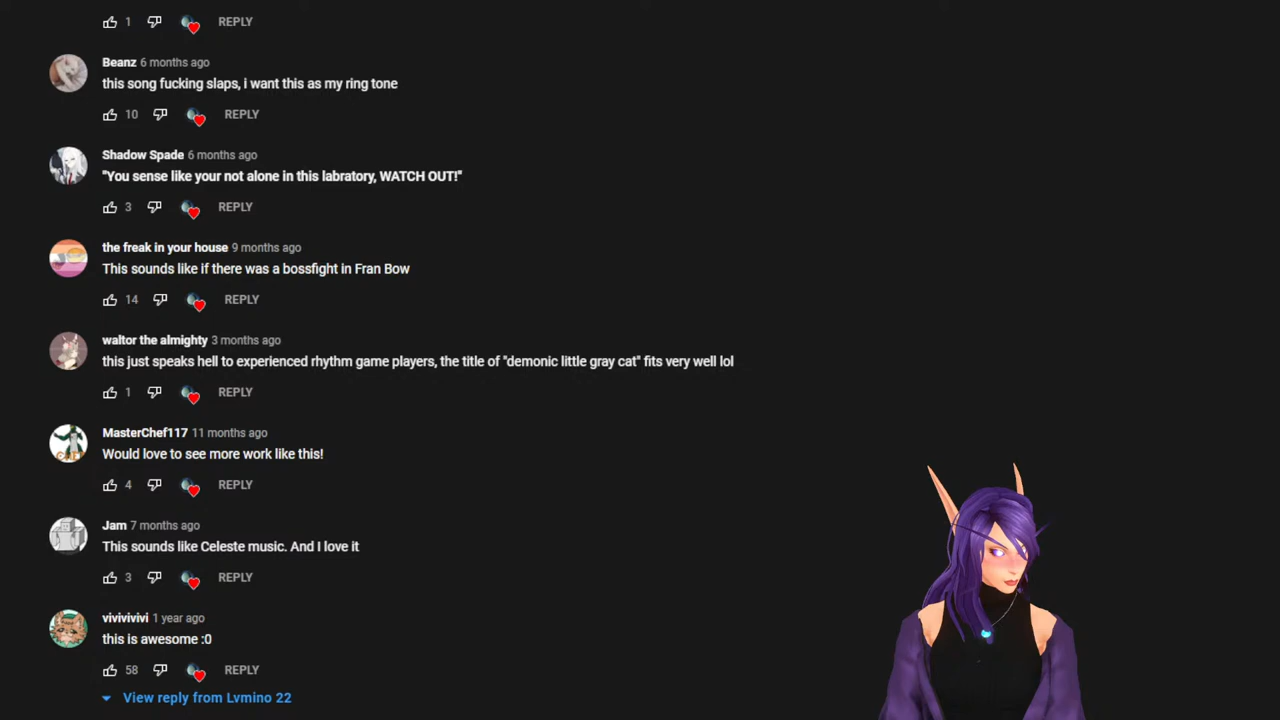 1 REPLY
Beanz 6 months ago
this song fucking slaps, i want this as my ring tone
10 REPLY
Shadow Spade 6 months ago
"You sense like your not alone in this labratory, WATCH OUT!"
3 REPLY
the freak in your house 9 months ago
This sounds like if there was a bossfight in Fran Bow
14 REPLY
waltor the almighty 3 months ago
this just speaks hell to experienced rhythm game players, the title of "demonic little gray cat" fits very well lol
1 REPLY
MasterChef117 11 months ago
Would love to see more work like this!
4 REPLY
Jam 7 months ago
This sounds like Celeste music. And I love it
3 REPLY
vivivivivi 1 year ago
this is awesome :0
58 REPLY
View reply from Lvmino 22